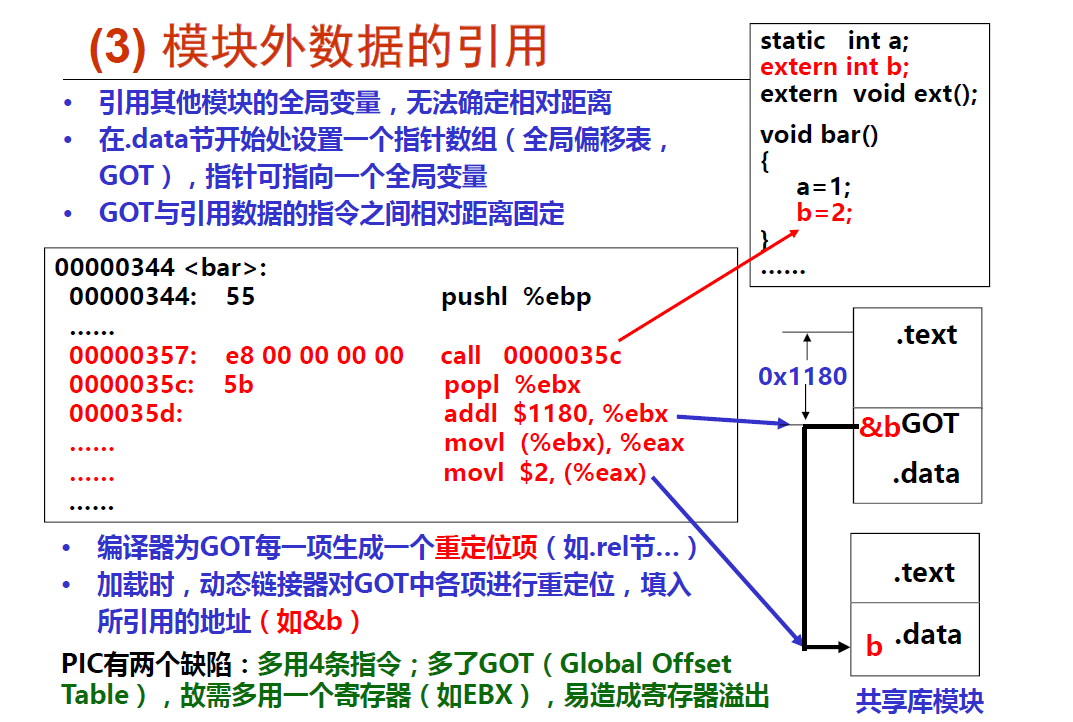 (3) 模块外数据的引用
• 引用其他模块的全局变量，无法确定相对距离
• 在.data节开始处设置一个指针数组（全局偏移表，
GOT），指针可指向一个全局变量
• GOT与引用数据的指令之间相对距离固定
static int a;
extern int b;
extern void ext();
void bar()
{
a=1;
b=2;
}
……
00000344 <bar>:
00000344: 55 pushl %ebp
……
00000357: e8 00 00 00 00 call 0000035c
0000035c: 5b popl %ebx
000035d: addl $1180, %ebx
…… movl (%ebx), %eax
…… movl $2, (%eax)
……
.text
0x1180
&bGOT
.data
.text
b .data
共享库模块
• 编译器为GOT每一项生成一个重定位项（如.rel节…）
• 加载时，动态链接器对GOT中各项进行重定位，填入
所引用的地址（如&b）
PIC有两个缺陷：多用4条指令；多了GOT（Global Offset
Table），故需多用一个寄存器（如EBX），易造成寄存器溢出